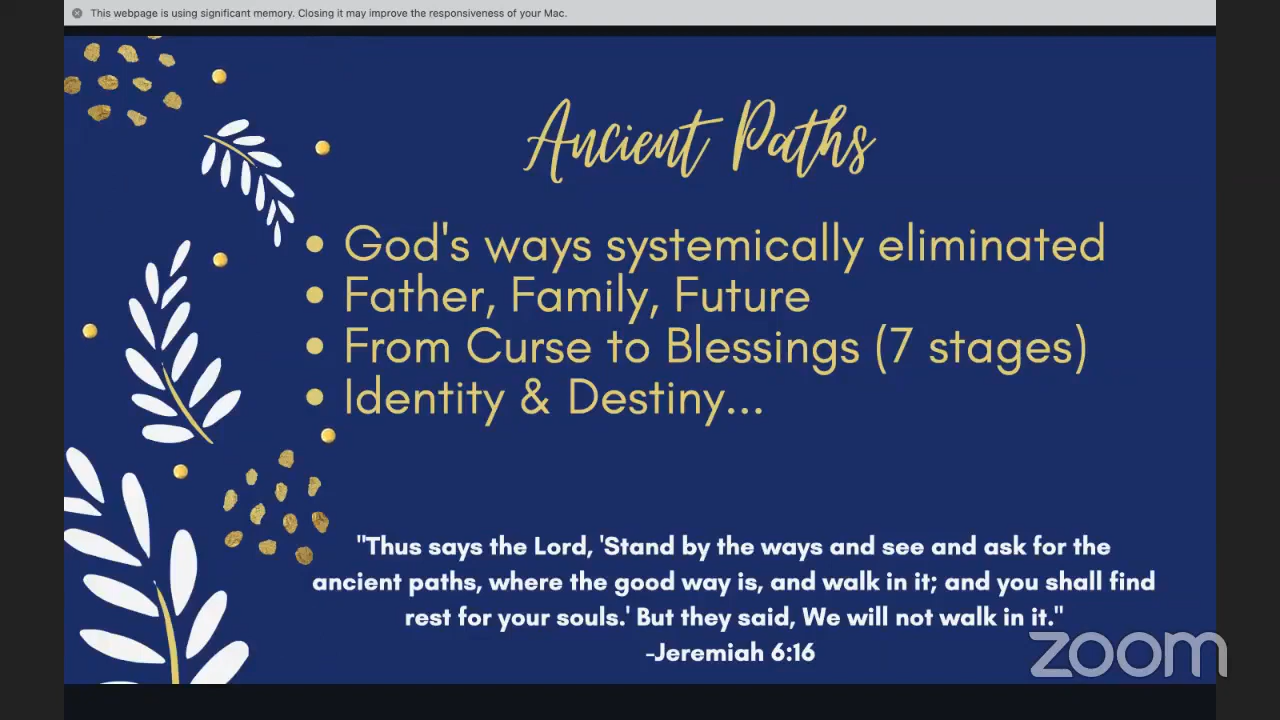 This webpage is using significant memory. Closing it may improve the responsiveness of your Mac.
Ancient Paths
• God's ways systemically eliminated
• Father, Family, Future
• From Curse to Blessings (7 stages)
• Identity & Destiny...
"Thus says the Lord, 'Stand by the ways and see and ask for the
ancient paths, where the good way is, and walk in it; and you shall find
rest for your souls.' But they said, We will not walk in it."
-Jeremiah 6:16
zoom